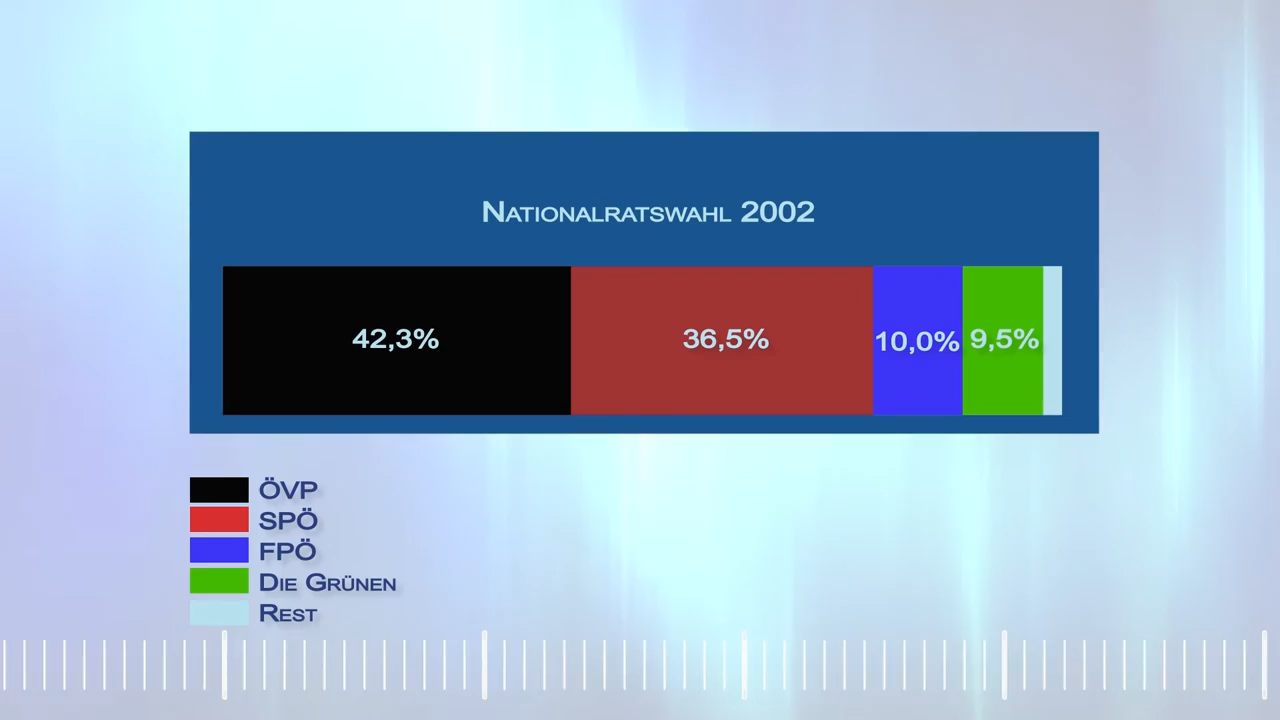 Nationalratswahl 2002
42,3% 36,5% 10,0% 9,5%
ÖVP
SPÖ
FPÖ
Die Grünen
Rest